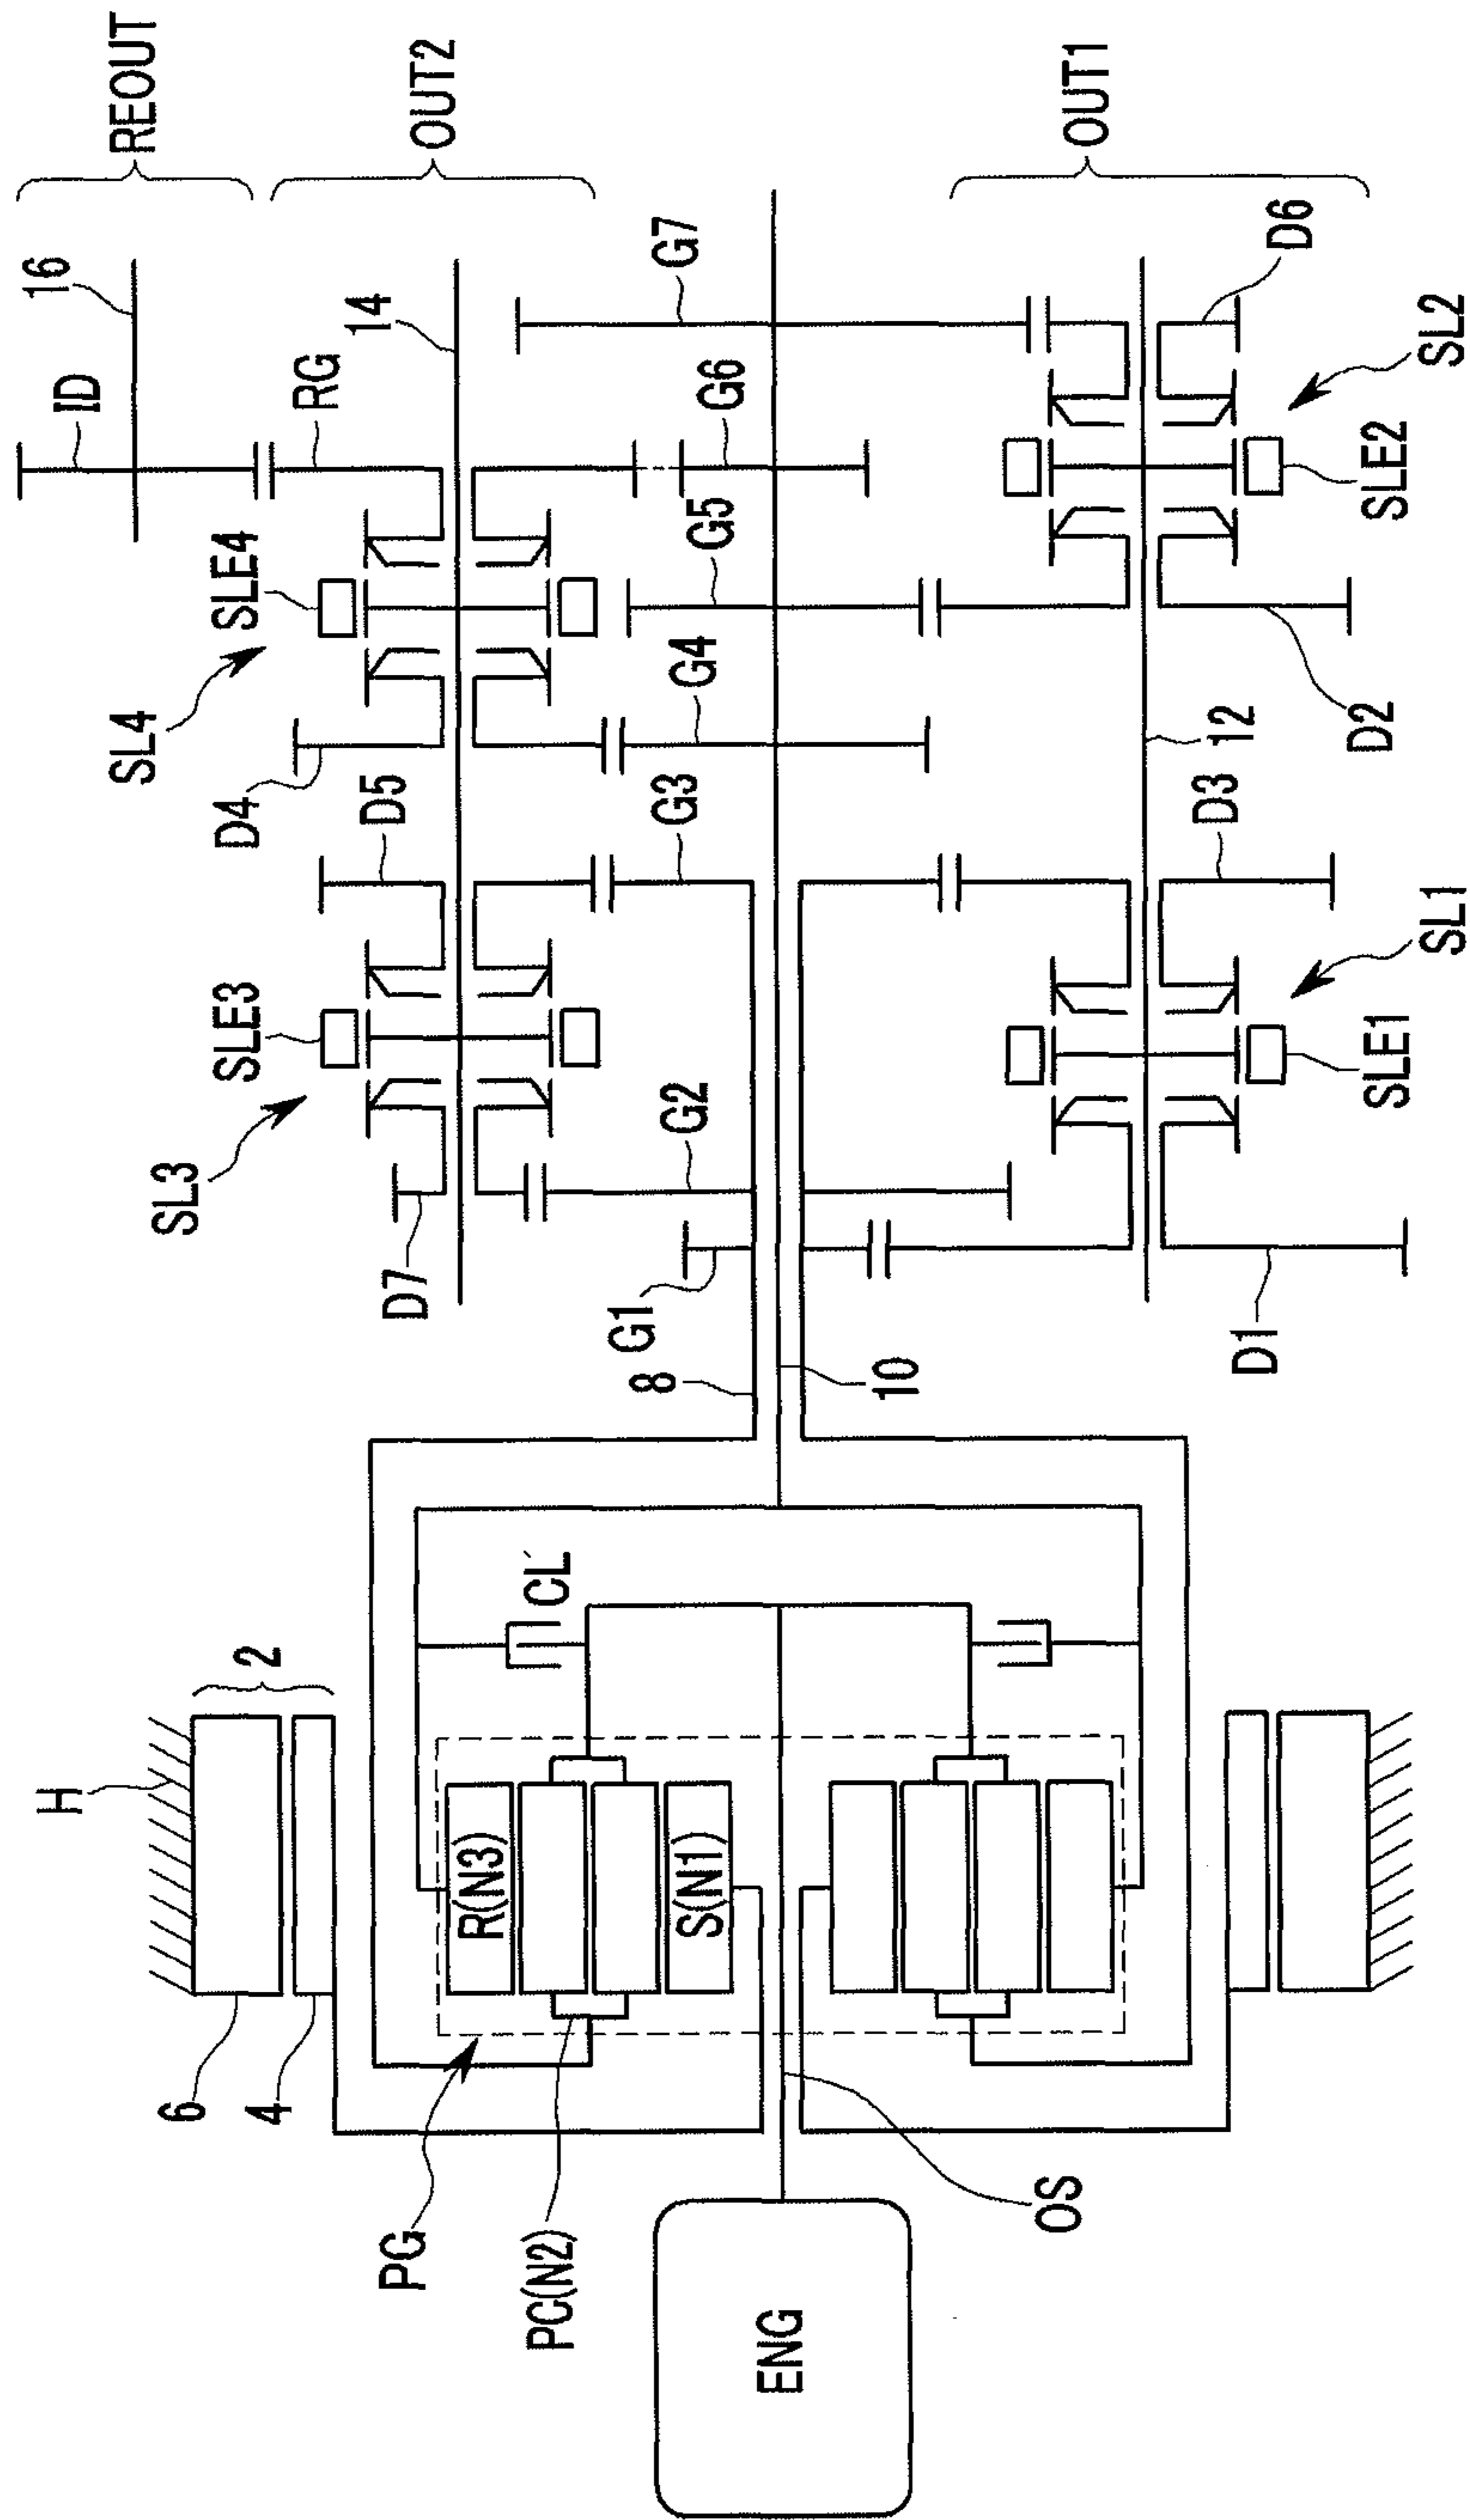 REOUT
OUT2
OUT1
16
ID
14
RG
G7
D6
SL2
SLE2
G6
G5
SLE4
SL4
G4
D4
D5
G3
12
D2
D3
SL1
SLE1
SLE3
SL3
G2
D7
G1
8
10
D1
CL
2
H
R(N3)
S(N1)
6
4
PG
PC(N2)
OS
ENG